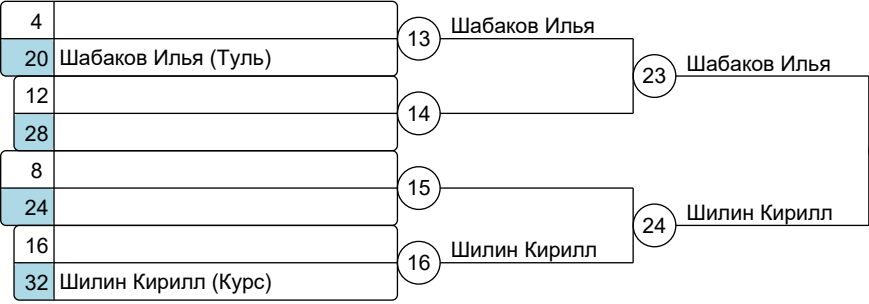 4
20 Шабаков Илья (Туль)
12
28
8
24
16
32 Шилин Кирилл (Курс)
13 Шабаков Илья
14
15
16 Шилин Кирилл
23 Шабаков Илья
24 Шилин Кирилл